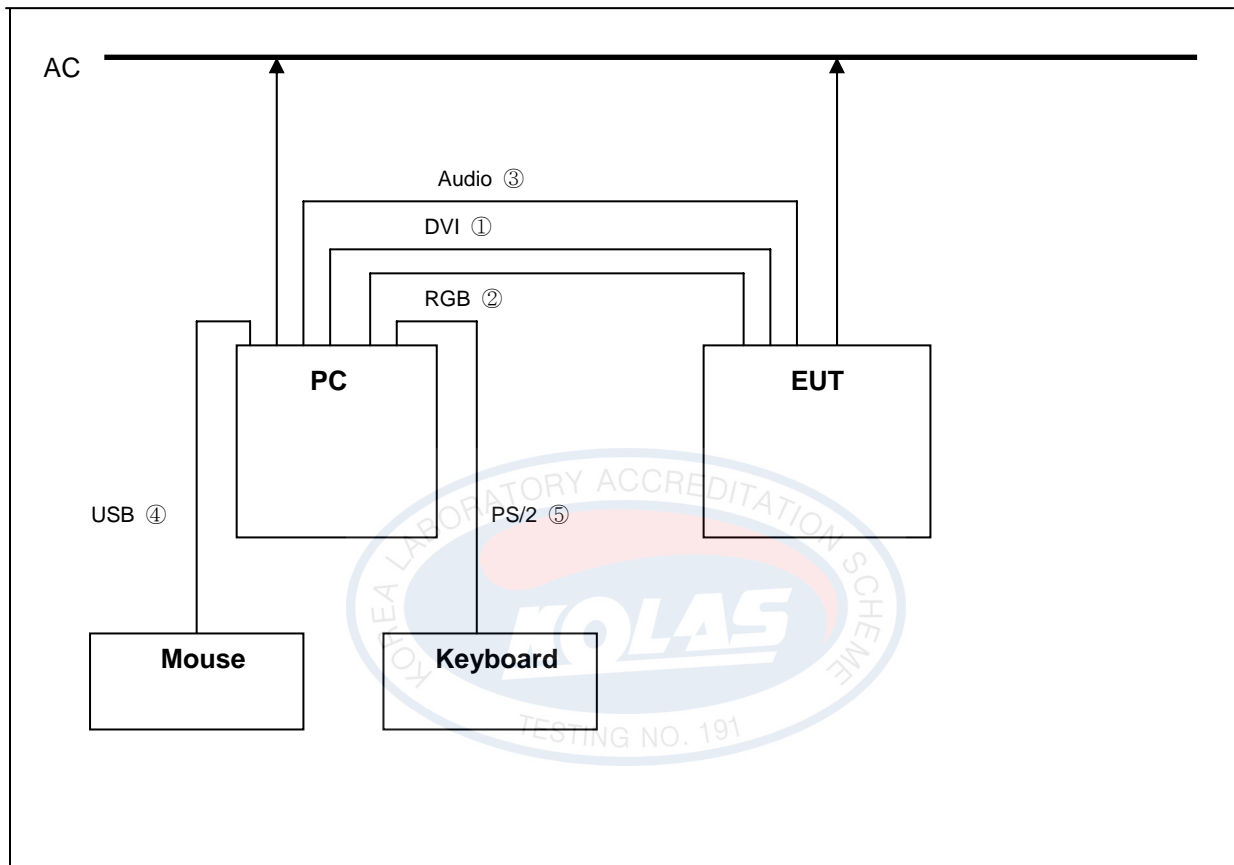 AC
Audio ③
DVI ①
RGB ②
PC
EUT
USB ④
PS/2 ⑤
Mouse
Keyboard
KOREA LABORATORY ACCREDITATION SCHEME
KOLAS
TESTING NO. 191